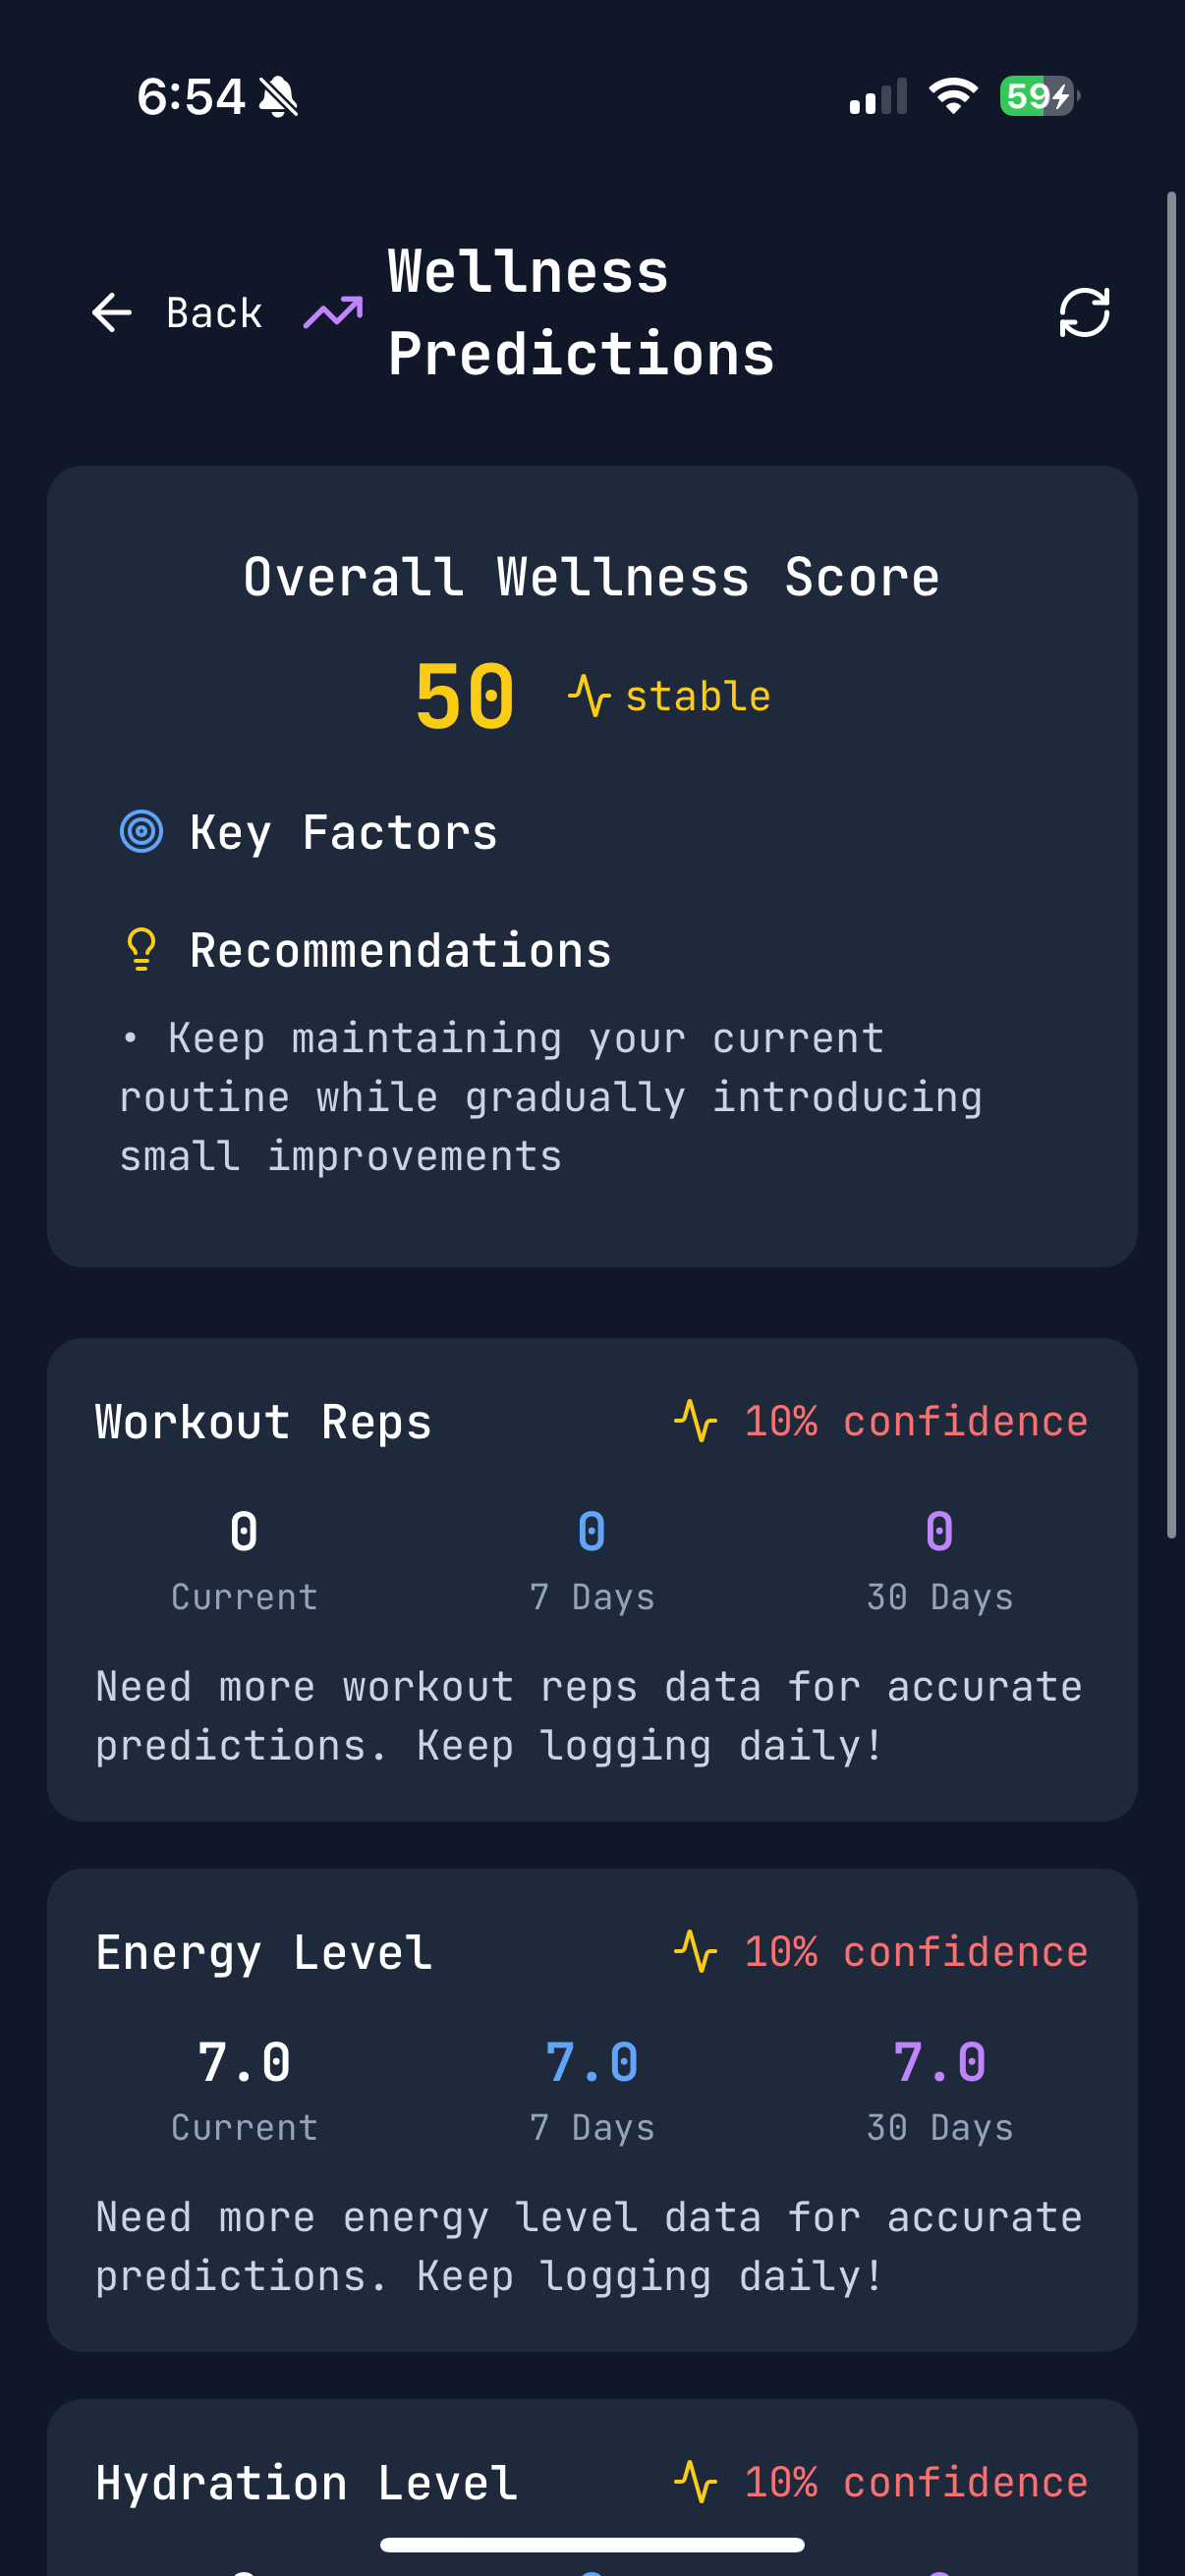 6:54
59
Back
Wellness
Predictions
Overall Wellness Score
50 stable
Key Factors
Recommendations
• Keep maintaining your current
routine while gradually introducing
small improvements
Workout Reps 10% confidence
0 0 0
Current 7 Days 30 Days
Need more workout reps data for accurate
predictions. Keep logging daily!
Energy Level 10% confidence
7.0 7.0 7.0
Current 7 Days 30 Days
Need more energy level data for accurate
predictions. Keep logging daily!
Hydration Level 10% confidence